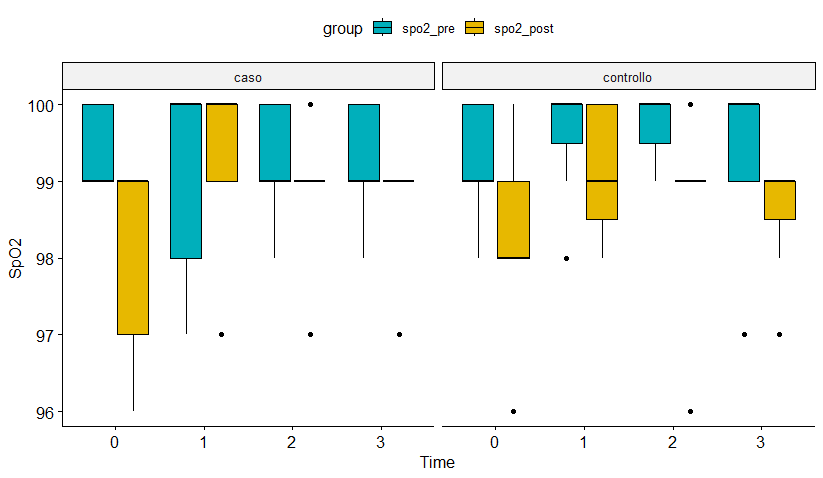 group spo2_pre spo2_post
caso controllo
100
99
98
97
96
SpO2
0 1 2 3 0 1 2 3
Time